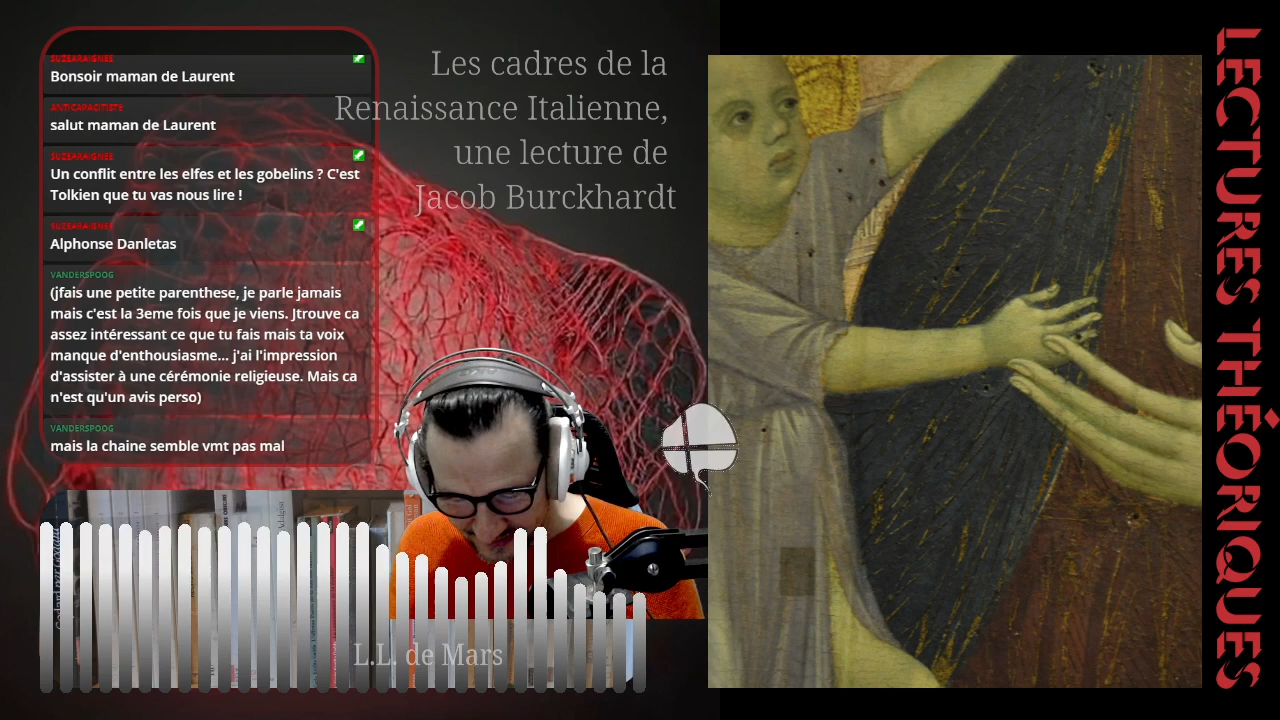 SUZEARAIGNEE
Bonsoir maman de Laurent
ANTICAPACITISTE
salut maman de Laurent
SUZEARAIGNEE
Un conflit entre les elfes et les gobelins ? C'est
Tolkien que tu vas nous lire !
SUZEARAIGNEE
Alphonse Danletas
VANDERSPOOG
(jfais une petite parenthese, je parle jamais
mais c'est la 3eme fois que je viens. Jtrouve ca
assez intéressant ce que tu fais mais ta voix
manque d'enthousiasme... j'ai l'impression
d'assister à une cérémonie religieuse. Mais ca
n'est qu'un avis perso)
VANDERSPOOG
mais la chaine semble vmt pas mal
Les cadres de la
Renaissance Italienne,
une lecture de
Jacob Burckhardt
L.L. de Mars
LECTURES THÉORIQUES